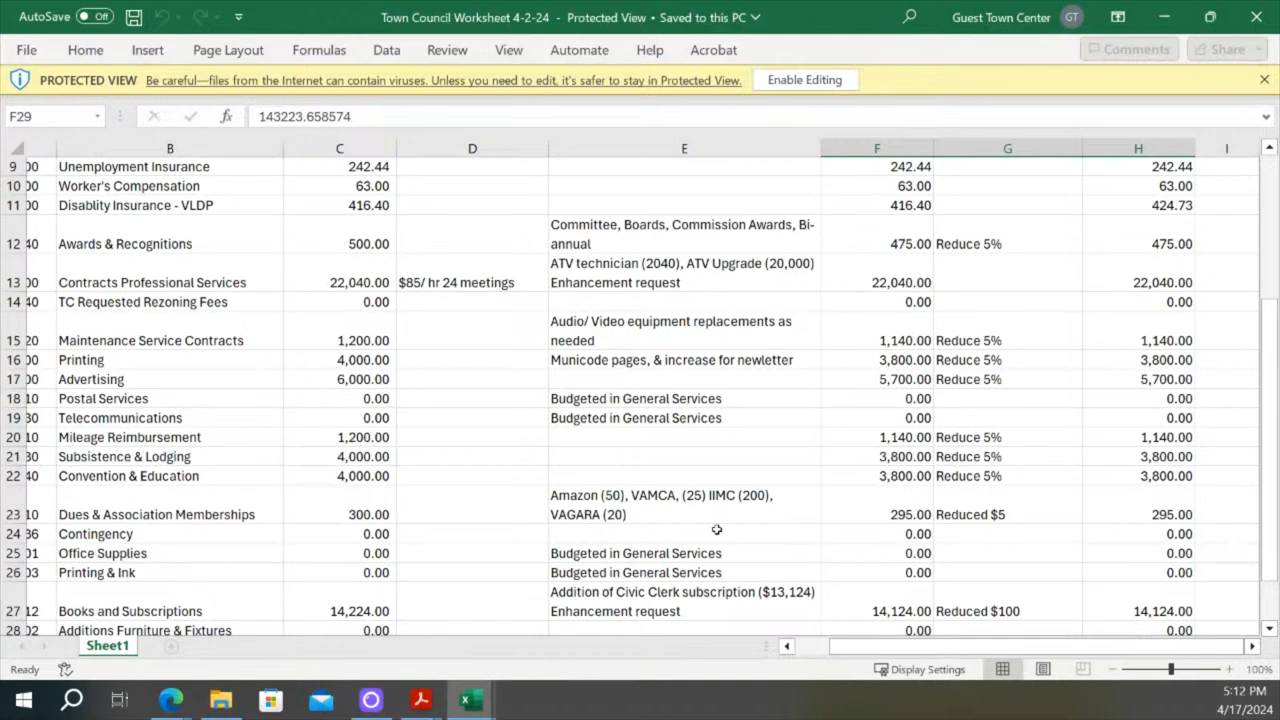 AutoSave Off Town Council Worksheet 4-2-24 - Protected View • Saved to this PC Guest Town Center GT
File Home Insert Page Layout Formulas Data Review View Automate Help Acrobat Comments Share
PROTECTED VIEW Be careful—files from the Internet can contain viruses. Unless you need to edit, it's safer to stay in Protected View. Enable Editing
F29 fx 143223.658574
B C D E F G H I
9 00 Unemployment Insurance 242.44 242.44 242.44
10 00 Worker's Compensation 63.00 63.00 63.00
11 00 Disablity Insurance - VLDP 416.40 416.40 424.73
Committee, Boards, Commission Awards, Bi-
12 40 Awards & Recognitions 500.00 annual 475.00 Reduce 5% 475.00
ATV technician (2040), ATV Upgrade (20,000)
13 00 Contracts Professional Services 22,040.00 $85/ hr 24 meetings Enhancement request 22,040.00 22,040.00
14 40 TC Requested Rezoning Fees 0.00 0.00 0.00
Audio/ Video equipment replacements as
15 20 Maintenance Service Contracts 1,200.00 needed 1,140.00 Reduce 5% 1,140.00
16 00 Printing 4,000.00 Municode pages, & increase for newletter 3,800.00 Reduce 5% 3,800.00
17 00 Advertising 6,000.00 5,700.00 Reduce 5% 5,700.00
18 10 Postal Services 0.00 Budgeted in General Services 0.00 0.00
19 30 Telecommunications 0.00 Budgeted in General Services 0.00 0.00
20 10 Mileage Reimbursement 1,200.00 1,140.00 Reduce 5% 1,140.00
21 30 Subsistence & Lodging 4,000.00 3,800.00 Reduce 5% 3,800.00
22 40 Convention & Education 4,000.00 3,800.00 Reduce 5% 3,800.00
Amazon (50), VAMCA, (25) IIMC (200),
23 10 Dues & Association Memberships 300.00 VAGARA (20) 295.00 Reduced $5 295.00
24 36 Contingency 0.00 0.00 0.00
25 01 Office Supplies 0.00 Budgeted in General Services 0.00 0.00
26 03 Printing & Ink 0.00 Budgeted in General Services 0.00 0.00
Addition of Civic Clerk subscription ($13,124)
27 12 Books and Subscriptions 14,224.00 Enhancement request 14,124.00 Reduced $100 14,124.00
28 02 Additions Furniture & Fixtures 0.00 0.00 0.00
Sheet1
Ready Display Settings 100%
5:12 PM
4/17/2024